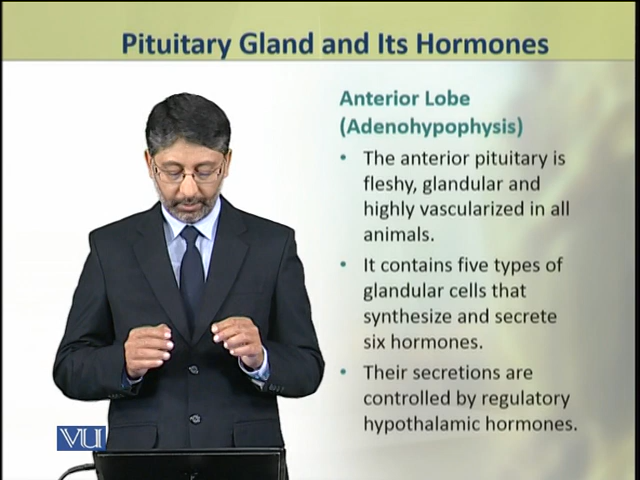 Pituitary Gland and Its Hormones
Anterior Lobe
(Adenohypophysis)
• The anterior pituitary is
fleshy, glandular and
highly vascularized in all
animals.
• It contains five types of
glandular cells that
synthesize and secrete
six hormones.
• Their secretions are
controlled by regulatory
hypothalamic hormones.
VU